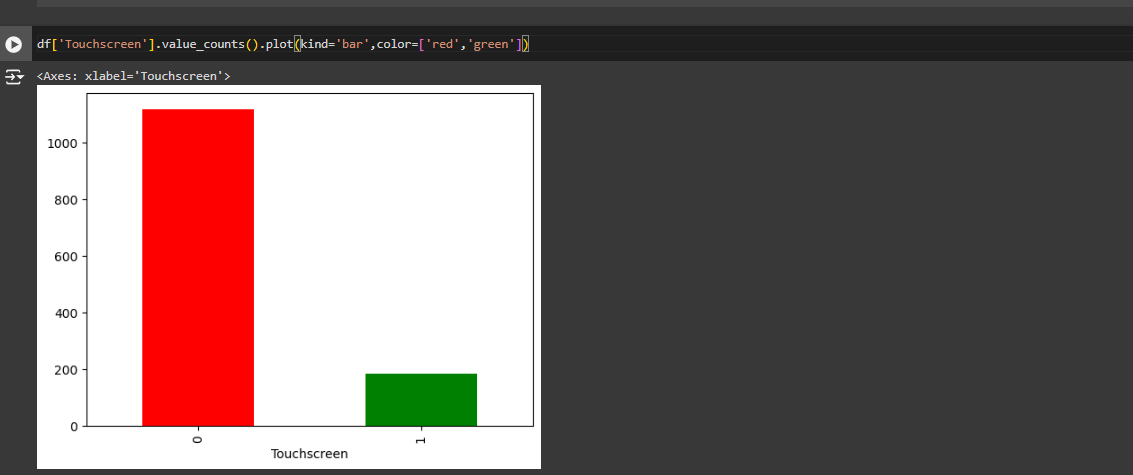 df['Touchscreen'].value_counts().plot(kind='bar',color=['red','green'])
<Axes: xlabel='Touchscreen'>
1000
800
600
400
200
0
0 1
Touchscreen